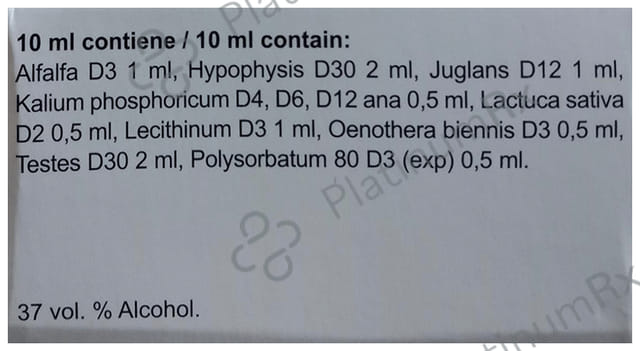 10 ml contiene / 10 ml contain:
Alfalfa D3 1 ml, Hypophysis D30 2 ml, Juglans D12 1 ml,
Kalium phosphoricum D4, D6, D12 ana 0,5 ml, Lactuca sativa
D2 0,5 ml, Lecithinum D3 1 ml, Oenothera biennis D3 0,5 ml,
Testes D30 2 ml, Polysorbatum 80 D3 (exp) 0,5 ml.
PlatinumRx
37 vol. % Alcohol.
atinumRx